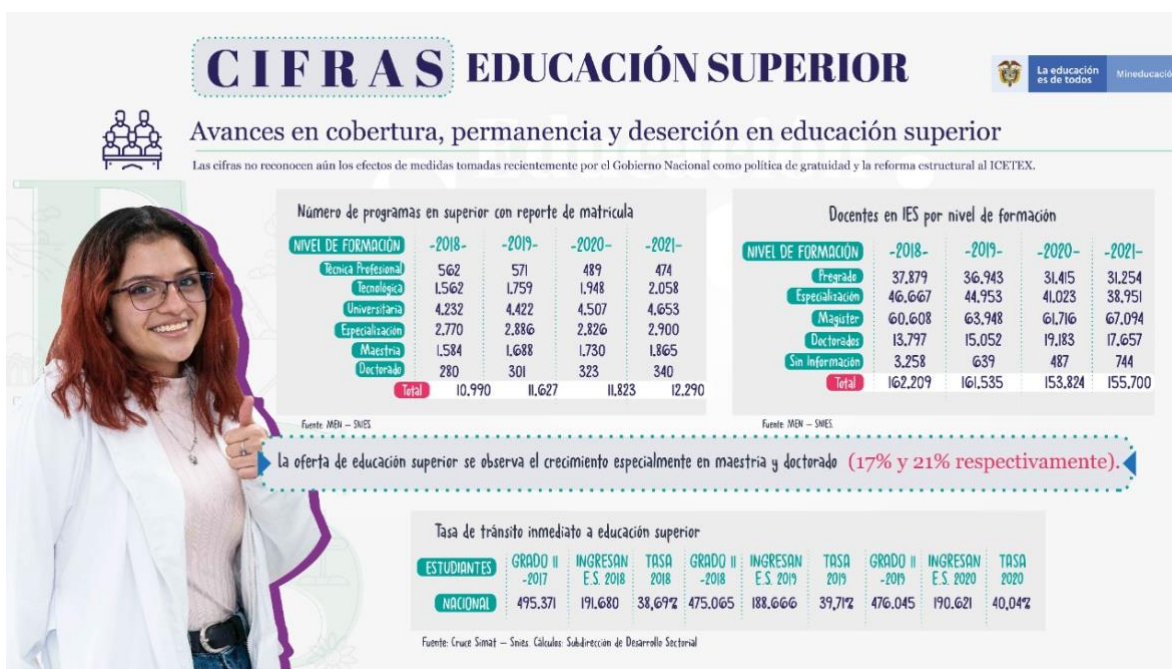 CIFRAS EDUCACIÓN SUPERIOR
La educación
es de todos
Mineducació
Avances en cobertura, permanencia y deserción en educación superior
Las cifras no reconocen aún los efectos de medidas tomadas recientemente por el Gobierno Nacional como política de gratuidad y la reforma estructural al ICETEX.
Número de programas en superior con reporte de matricula
NIVEL DE FORMACIÓN -2018- -2019- -2020- -2021-
Técnica Profesional 562 571 489 474
Tecnológica 1.562 1.759 1.948 2.058
Universitaria 4.232 4.422 4.507 4.653
Especialización 2.770 2.886 2.826 2.900
Maestría 1.584 1.688 1.730 1.865
Doctorado 280 301 323 340
Total 10.990 11.627 11.823 12.290
Fuente MEN – SNIES
Docentes en IES por nivel de formación
NIVEL DE FORMACIÓN -2018- -2019- -2020- -2021-
Pregrado 37.879 36.943 31.415 31.254
Especialización 46.667 44.953 41.023 38.951
Magister 60.608 63.948 61.716 67.094
Doctorados 13.797 15.052 19.183 17.657
Sin Información 3.258 639 487 744
Total 162.209 161.535 153.824 155.700
Fuente MEN – SNIES.
La oferta de educación superior se observa el crecimiento especialmente en maestria y doctorado (17% y 21% respectivamente).
Tasa de tránsito inmediato a educación superior
ESTUDIANTES GRADO 11 -2017 INGRESAN E.S. 2018 TASA 2018 GRADO 11 -2018 INGRESAN E.S. 2019 TASA 2019 GRADO 11 -2019 INGRESAN E.S. 2020 TASA 2020
NACIONAL 495.371 191.680 38,69% 475.065 188.666 39,71% 476.045 190.621 40,04%
Fuente: Cruce Simat – Snies. Cálculos: Subdirección de Desarrollo Sectorial